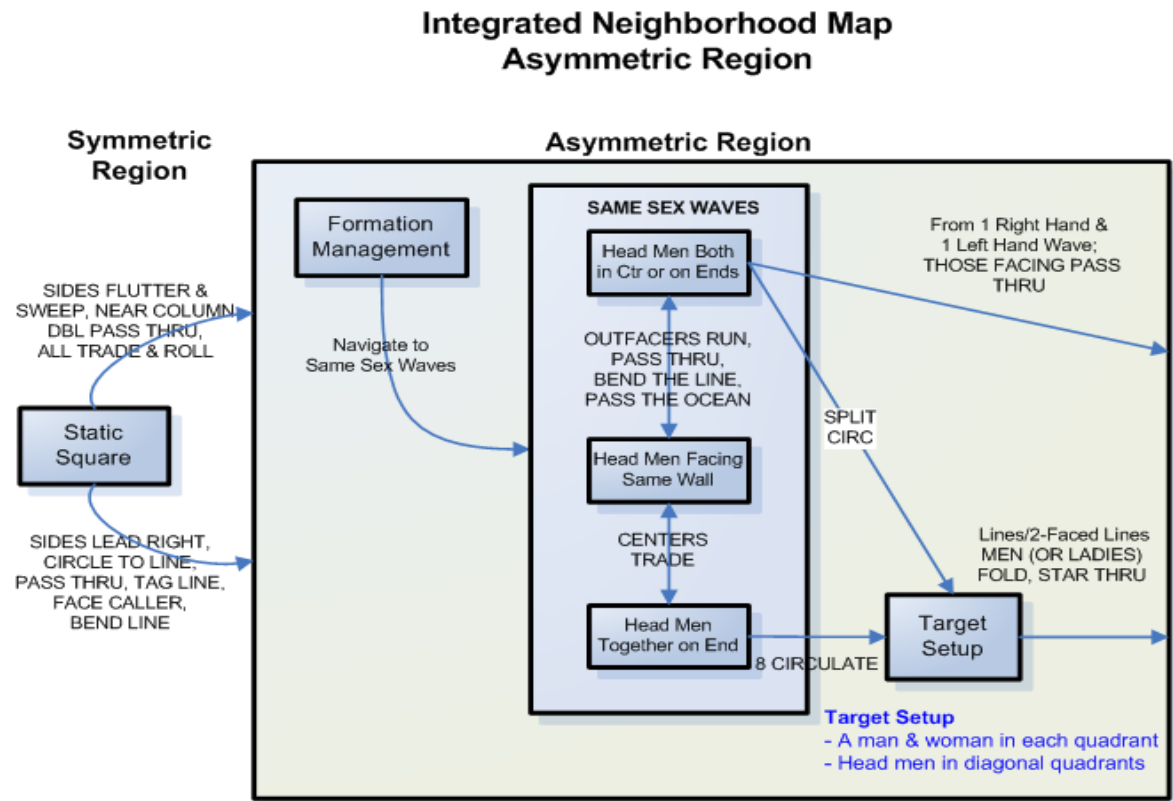 Integrated Neighborhood Map
Asymmetric Region
Symmetric
Region
Asymmetric Region
SIDES FLUTTER &
SWEEP, NEAR COLUMN
DBL PASS THRU,
ALL TRADE & ROLL
Static
Square
SIDES LEAD RIGHT,
CIRCLE TO LINE,
PASS THRU, TAG LINE,
FACE CALLER,
BEND LINE
Formation
Management
Navigate to
Same Sex Waves
SAME SEX WAVES
Head Men Both
in Ctr or on Ends
OUTFACERS RUN,
PASS THRU,
BEND THE LINE,
PASS THE OCEAN
Head Men Facing
Same Wall
CENTERS
TRADE
Head Men
Together on End
From 1 Right Hand &
1 Left Hand Wave;
THOSE FACING PASS
THRU
SPLIT
CIRC
8 CIRCULATE
Lines/2-Faced Lines
MEN (OR LADIES)
FOLD, STAR THRU
Target
Setup
Target Setup
- A man & woman in each quadrant
- Head men in diagonal quadrants